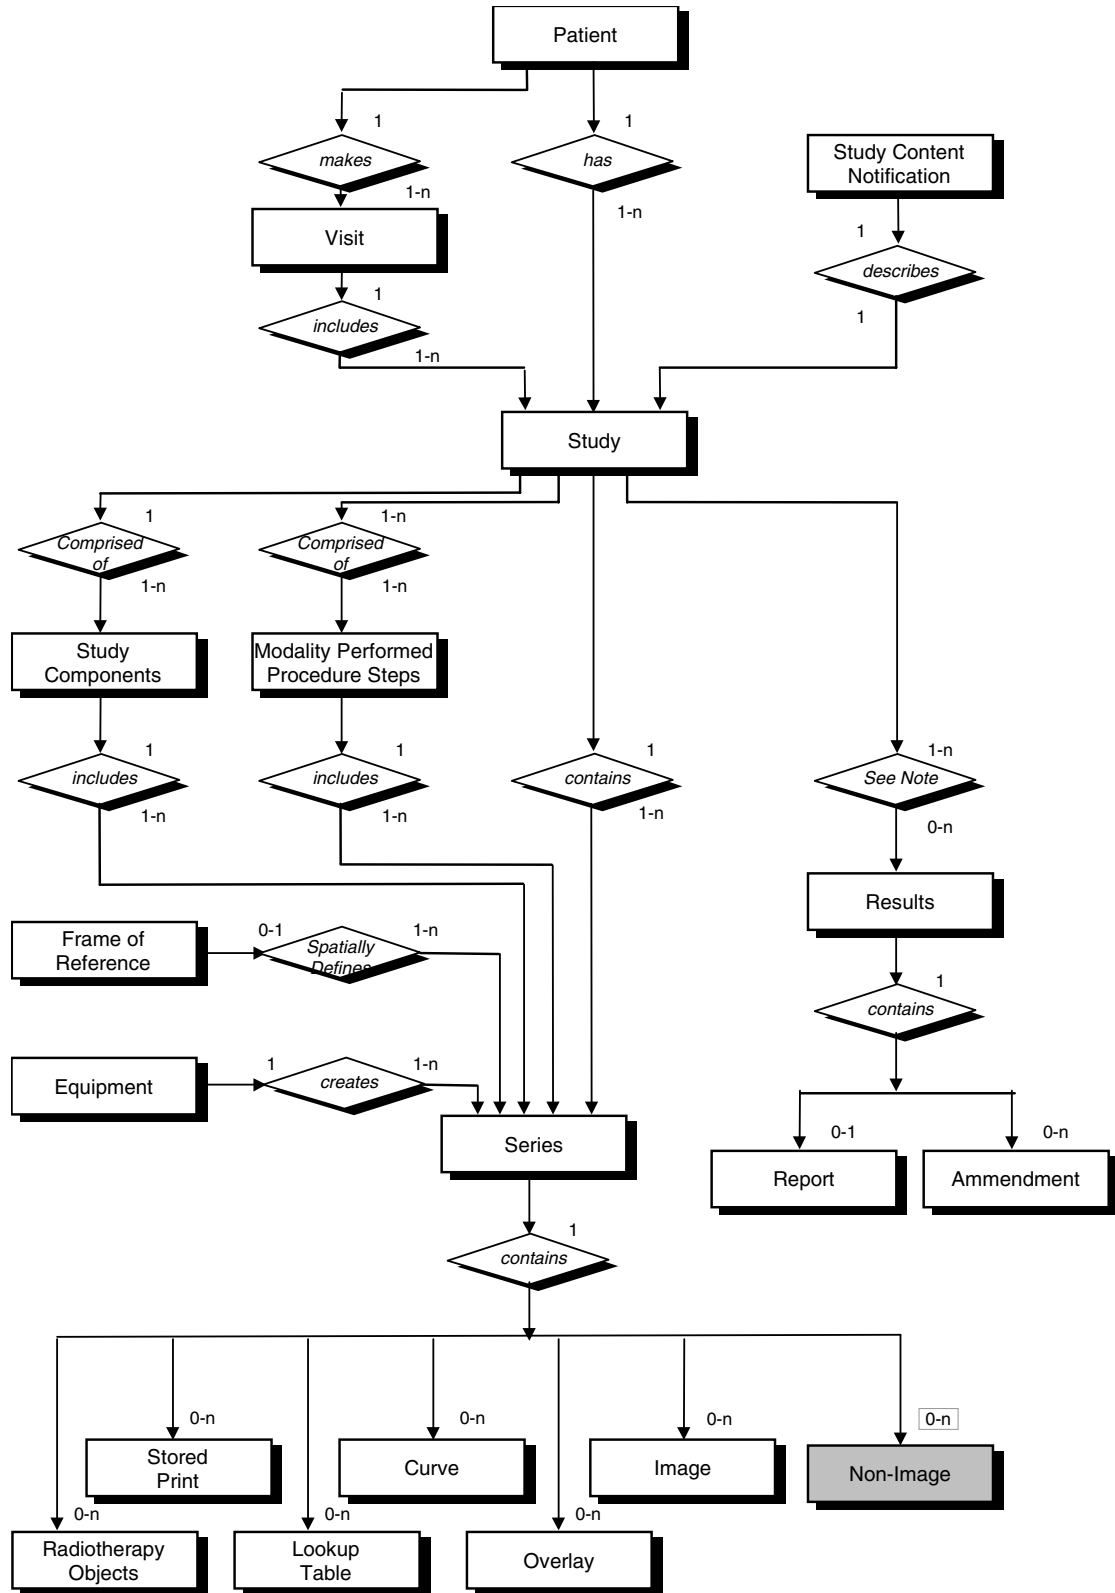 Patient
1
1
makes
has
Study Content
Notification
1-n
1-n
Visit
1
describes
1
includes
1
1-n
Study
1
1-n
Comprised
of
Comprised
of
1-n
1-n
Study
Components
Modality Performed
Procedure Steps
1
1
1
1-n
includes
includes
contains
See Note
1-n
1-n
1-n
0-n
Results
Frame of
Reference
0-1
Spatially
Defines
1-n
1
contains
Equipment
1
creates
1-n
Series
0-1
0-n
Report
Ammendment
1
contains
0-n
0-n
0-n
0-n
Stored
Print
Curve
Image
Non-Image
0-n
0-n
0-n
Radiotherapy
Objects
Lookup
Table
Overlay